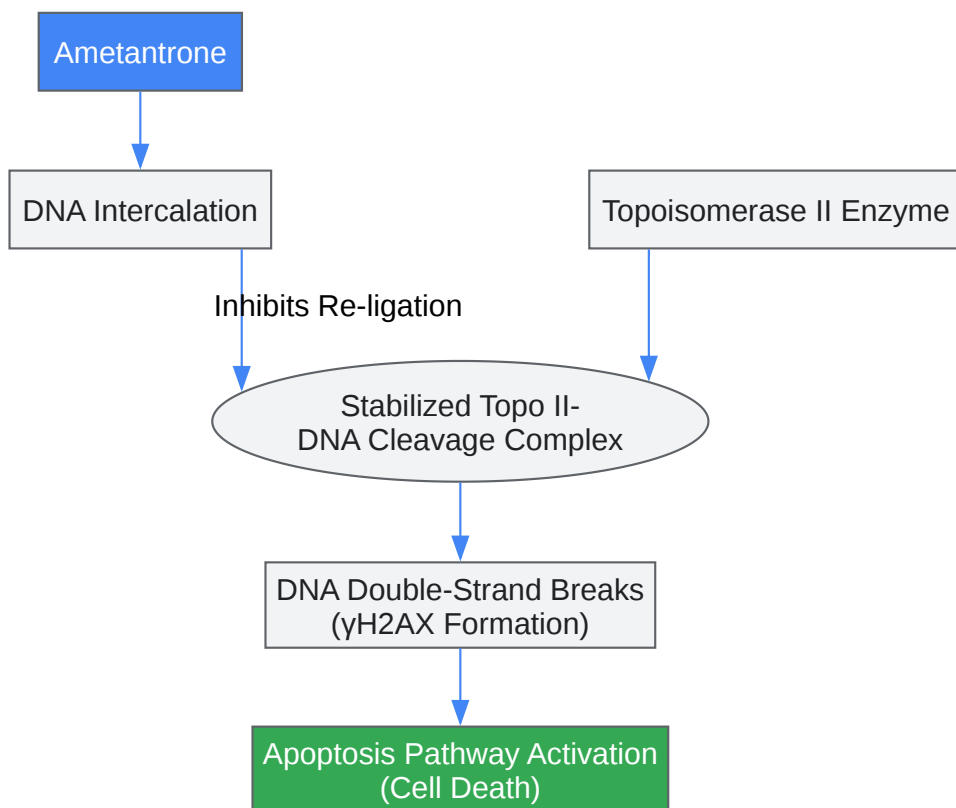 Ametantrone
DNA Intercalation
Topoisomerase II Enzyme
Inhibits Re-ligation
Stabilized Topo II-
DNA Cleavage Complex
DNA Double-Strand Breaks
(γH2AX Formation)
Apoptosis Pathway Activation
(Cell Death)